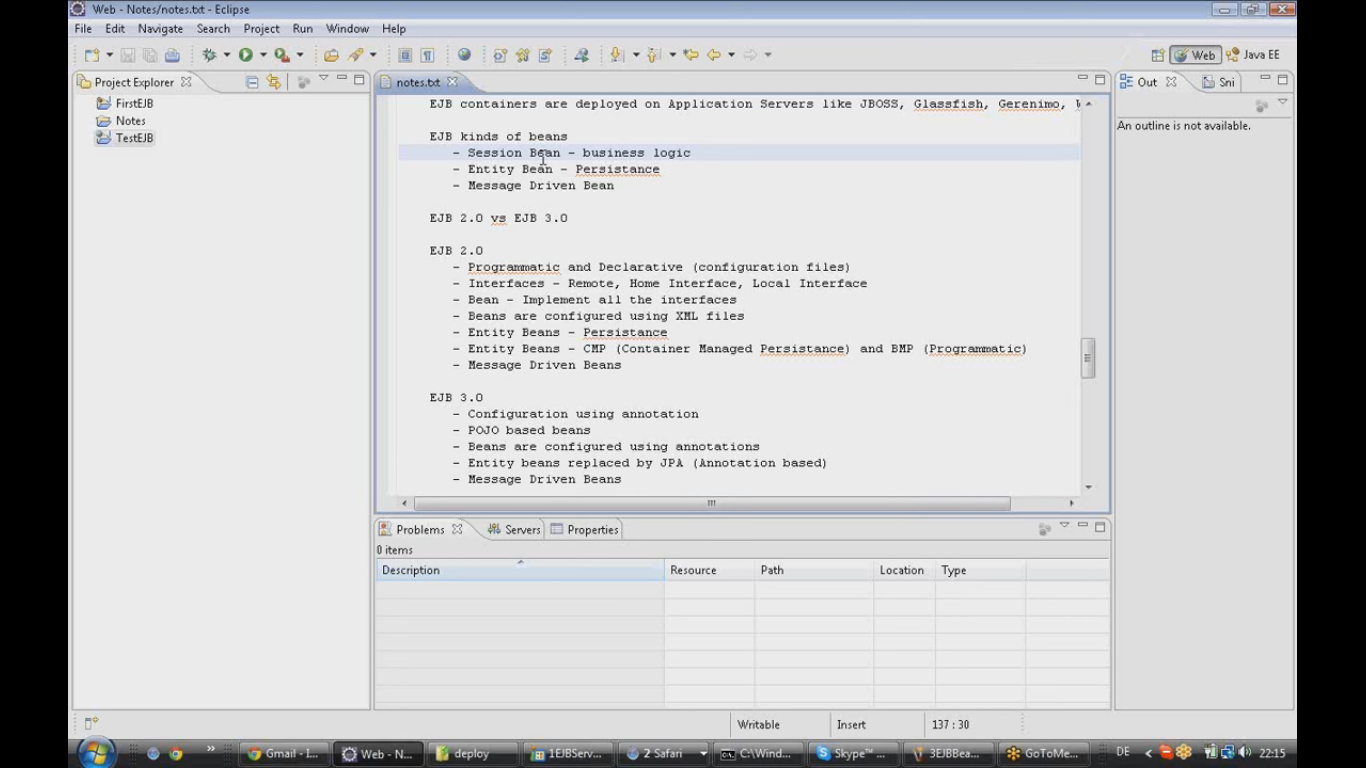 Web - Notes/notes.txt - Eclipse
File Edit Navigate Search Project Run Window Help
Web Java EE
Project Explorer
notes.txt
Out Sni
FirstEJB
Notes
TestEJB
An outline is not available.
EJB containers are deployed on Application Servers like JBOSS, Glassfish, Gerenimo,
EJB kinds of beans
- Session Bean - business logic
- Entity Bean - Persistance
- Message Driven Bean
EJB 2.0 vs EJB 3.0
EJB 2.0
- Programmatic and Declarative (configuration files)
- Interfaces - Remote, Home Interface, Local Interface
- Bean - Implement all the interfaces
- Beans are configured using XML files
- Entity Beans - Persistance
- Entity Beans - CMP (Container Managed Persistance) and BMP (Programmatic)
- Message Driven Beans
EJB 3.0
- Configuration using annotation
- POJO based beans
- Beans are configured using annotations
- Entity beans replaced by JPA (Annotation based)
- Message Driven Beans
Problems Servers Properties
0 items
Description Resource Path Location Type
Writable Insert 137 : 30
Gmail - I... Web - N... deploy 1EJBServ... 2 Safari C:\Wind... Skype™ ... 3EJBBea... GoToMe... DE 22:15